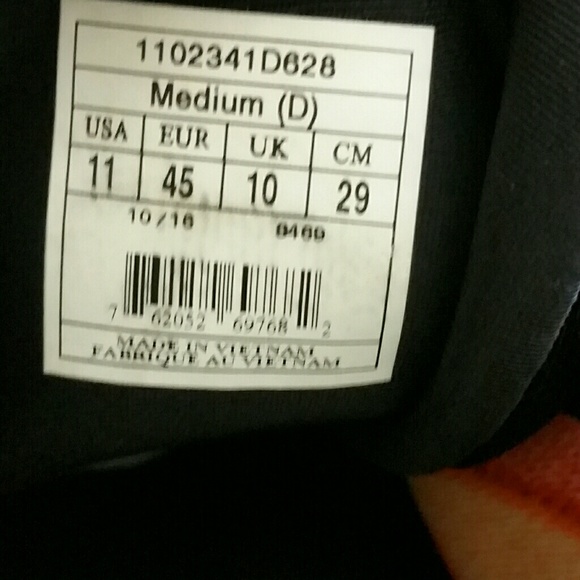 1102341D628
Medium (D)
USA EUR UK CM
11 45 10 29
10/16 8469
7 62052 69768 2
MADE IN VIETNAM
FABRIQUE AU VIETNAM